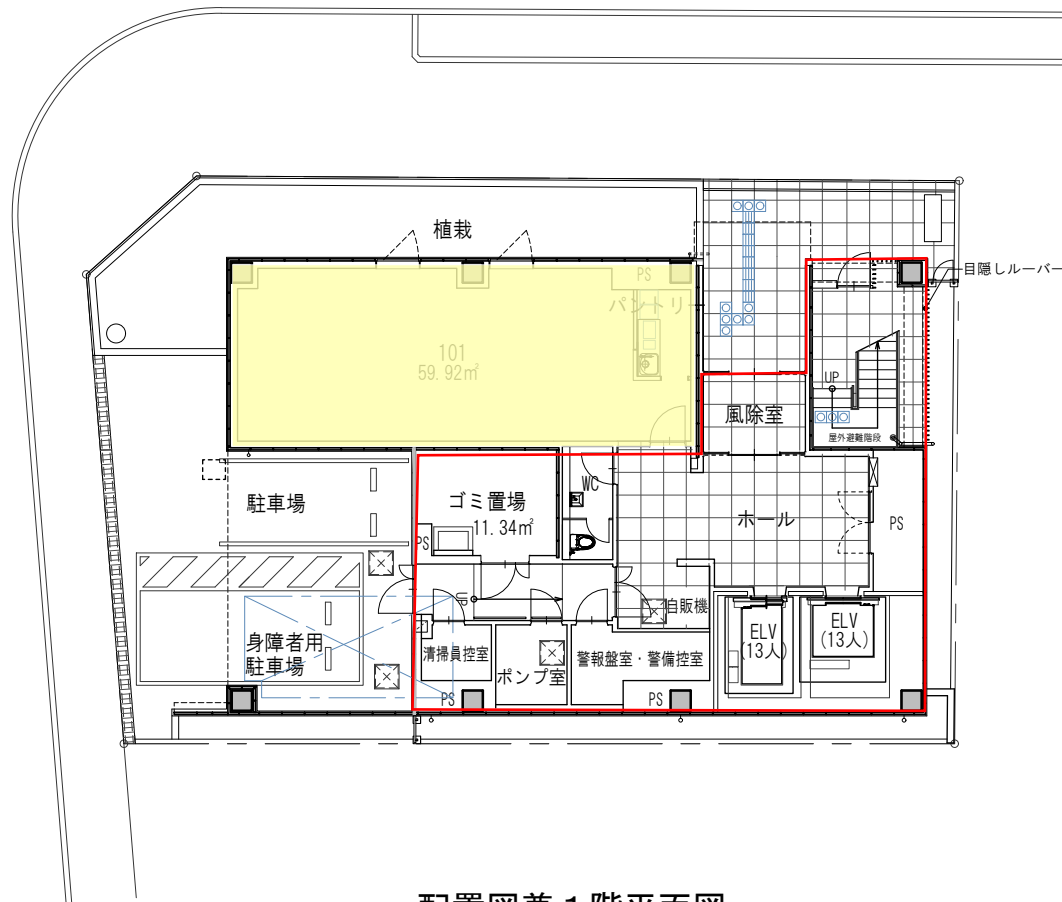 植栽
目隠しルーバー
PS
パントリ
101
59.92㎡
UP
風除室
屋外避難階段
WC
駐車場
ゴミ置場
11.34㎡
ホール
PS
PS
UP
自販機
ELV
(13人)
ELV
(13人)
身障者用
駐車場
清掃員控室
ポンプ室
警報盤室・警備控室
PS
PS
配置図兼1階平面図